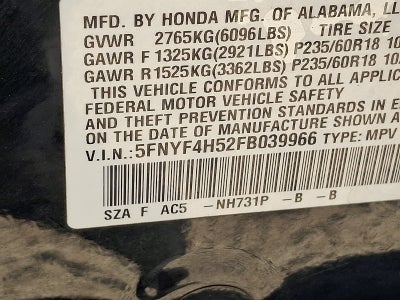 MFD. BY HONDA MFG. OF ALABAMA, LL
GVWR 2765KG(6096LBS) TIRE SIZE
GAWR F 1325KG(2921LBS) P235/60R18 10
GAWR R1525KG(3362LBS) P235/60R18 10
THIS VEHICLE CONFORMS TO ALL APPLIC
FEDERAL MOTOR VEHICLE SAFETY
AND THEFT PREVENTION STANDARDS IN E
DATE OF MANUFACTURE SHOWN A
V.I.N.:5FNYF4H52FB039966 TYPE: MPV
SZA F AC5 -NH731P -B -B